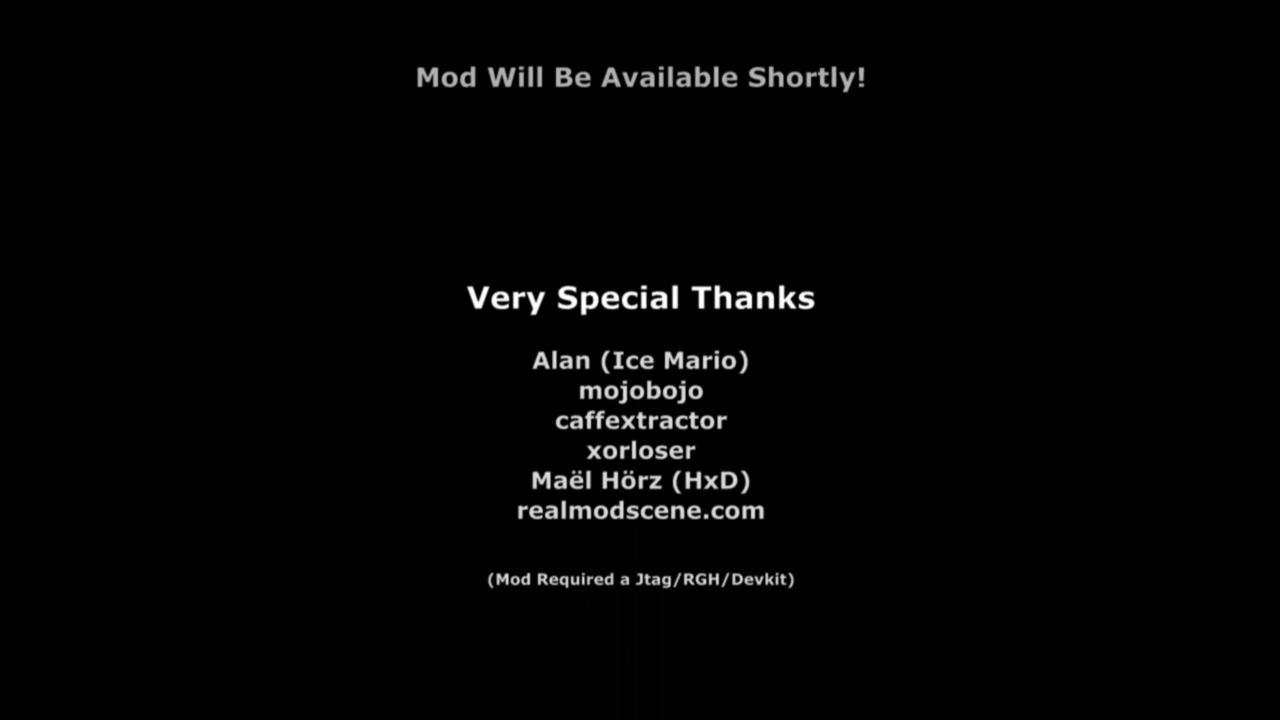 Mod Will Be Available Shortly!
Very Special Thanks
Alan (Ice Mario)
mojobojo
caffextractor
xorloser
Maël Hörz (HxD)
realmodscene.com
(Mod Required a Jtag/RGH/Devkit)